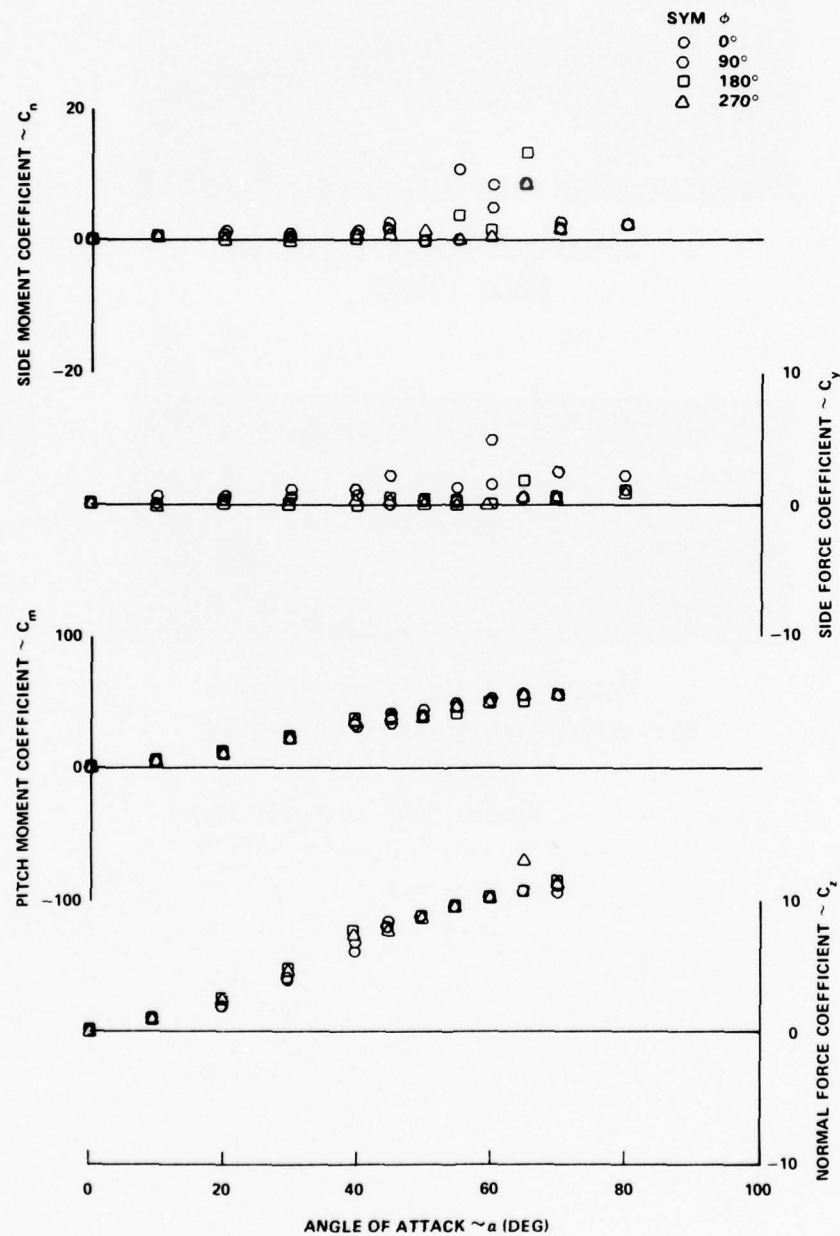 SYM φ
0°
90°
180°
270°
SIDE MOMENT COEFFICIENT ~ Cn
20
0
-20
SIDE FORCE COEFFICIENT ~ Cy
10
0
-10
PITCH MOMENT COEFFICIENT ~ Cm
100
0
-100
NORMAL FORCE COEFFICIENT ~ Cz
10
0
-10
0 20 40 60 80 100
ANGLE OF ATTACK ~α (DEG)